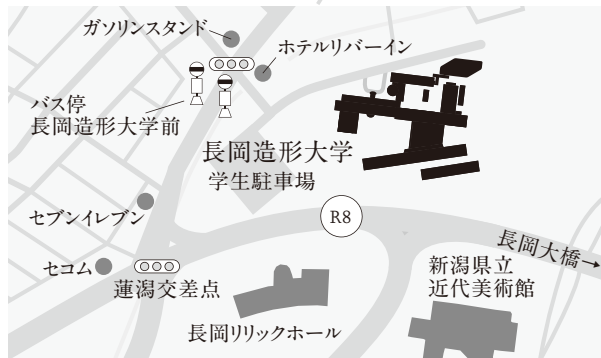 ガソリンスタンド
ホテルリバーイン
バス停
長岡造形大学前
長岡造形大学
学生駐車場
セブンイレブン
R8
長岡大橋→
セコム
蓮潟交差点
新潟県立
近代美術館
長岡リリックホール